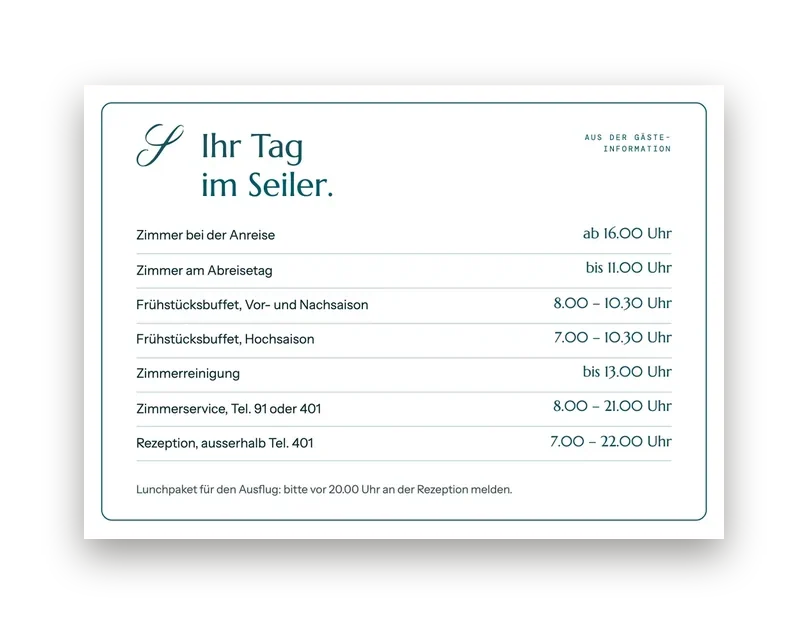 S Ihr Tag
im Seiler.
AUS DER GÄSTE-
INFORMATION
Zimmer bei der Anreise ab 16.00 Uhr
Zimmer am Abreisetag bis 11.00 Uhr
Frühstücksbuffet, Vor- und Nachsaison 8.00 – 10.30 Uhr
Frühstücksbuffet, Hochsaison 7.00 – 10.30 Uhr
Zimmerreinigung bis 13.00 Uhr
Zimmerservice, Tel. 91 oder 401 8.00 – 21.00 Uhr
Rezeption, ausserhalb Tel. 401 7.00 – 22.00 Uhr
Lunchpaket für den Ausflug: bitte vor 20.00 Uhr an der Rezeption melden.